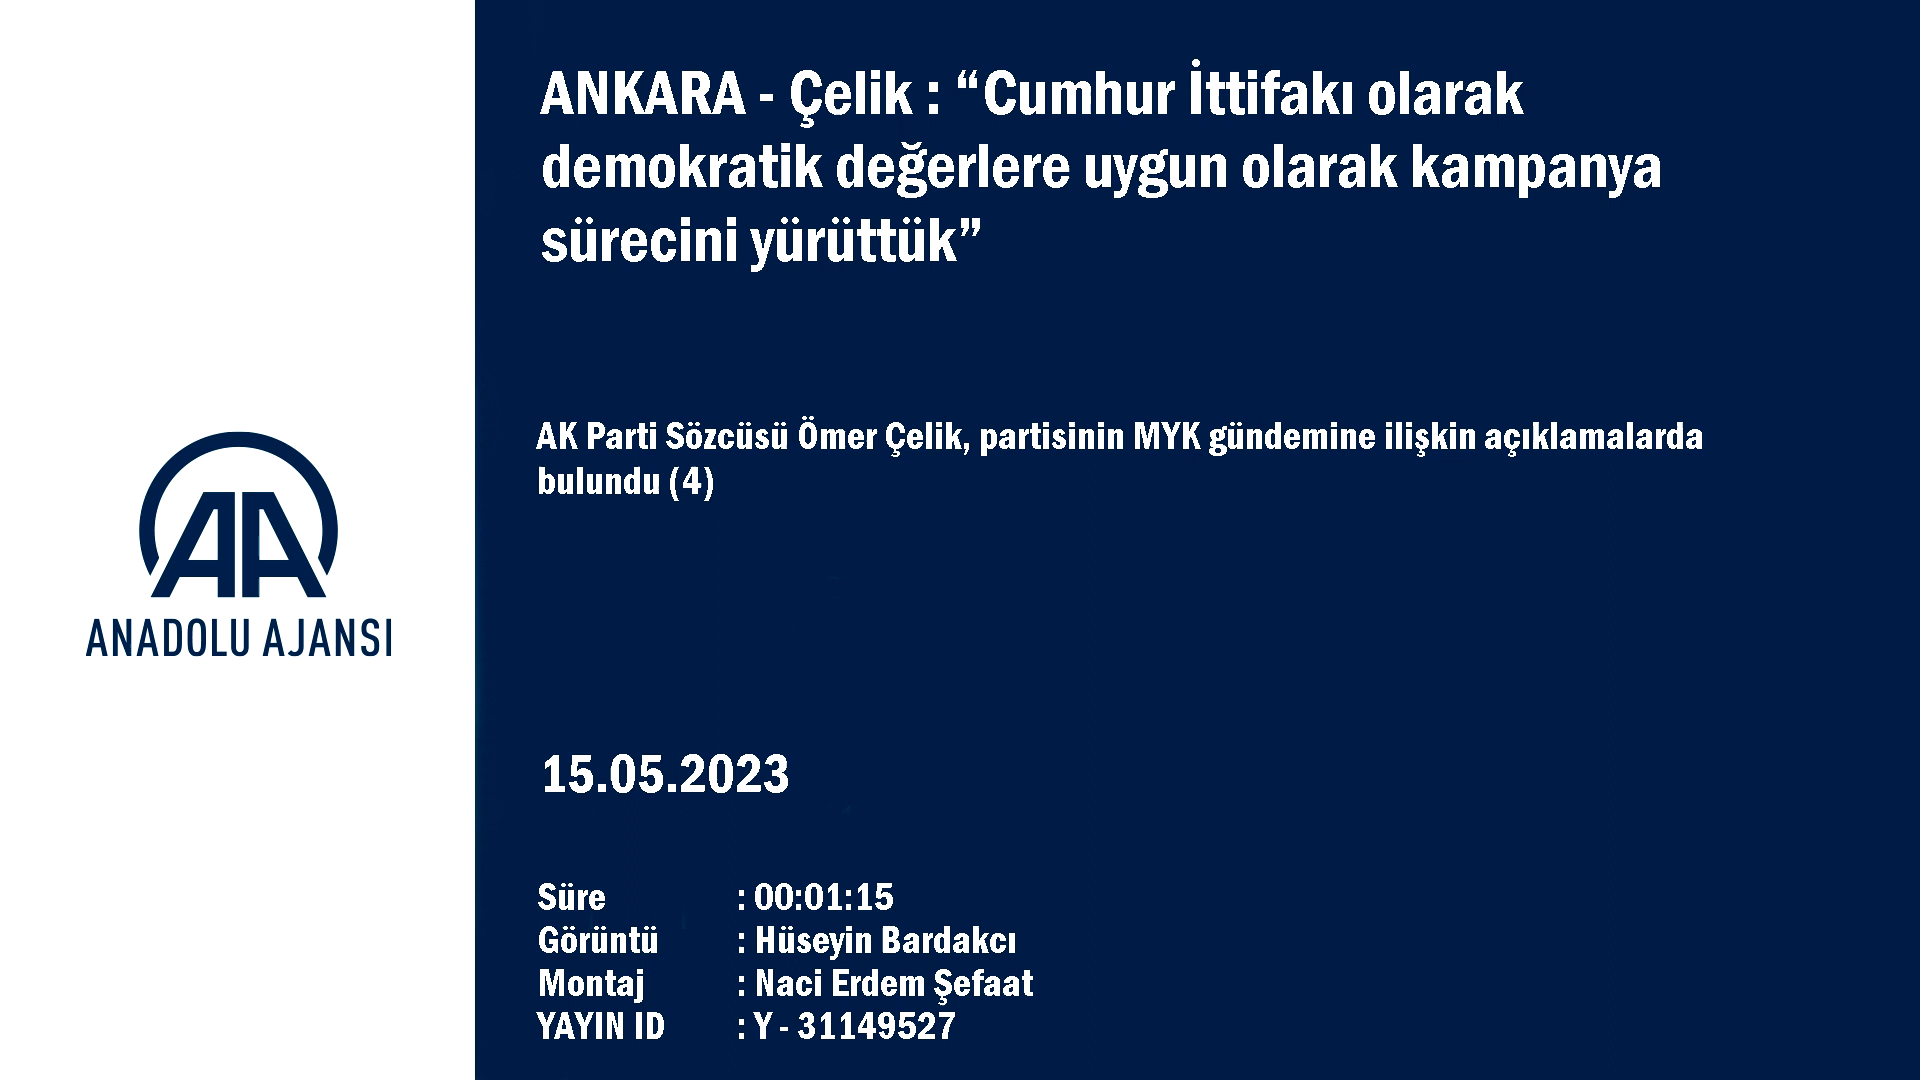 ANKARA - Çelik : “Cumhur İttifakı olarak
demokratik değerlere uygun olarak kampanya
sürecini yürüttük”
AK Parti Sözcüsü Ömer Çelik, partisinin MYK gündemine ilişkin açıklamalarda
bulundu (4)
AA
ANADOLU AJANSI
15.05.2023
Süre : 00:01:15
Görüntü : Hüseyin Bardakcı
Montaj : Naci Erdem Şefaat
YAYIN ID : Y - 31149527